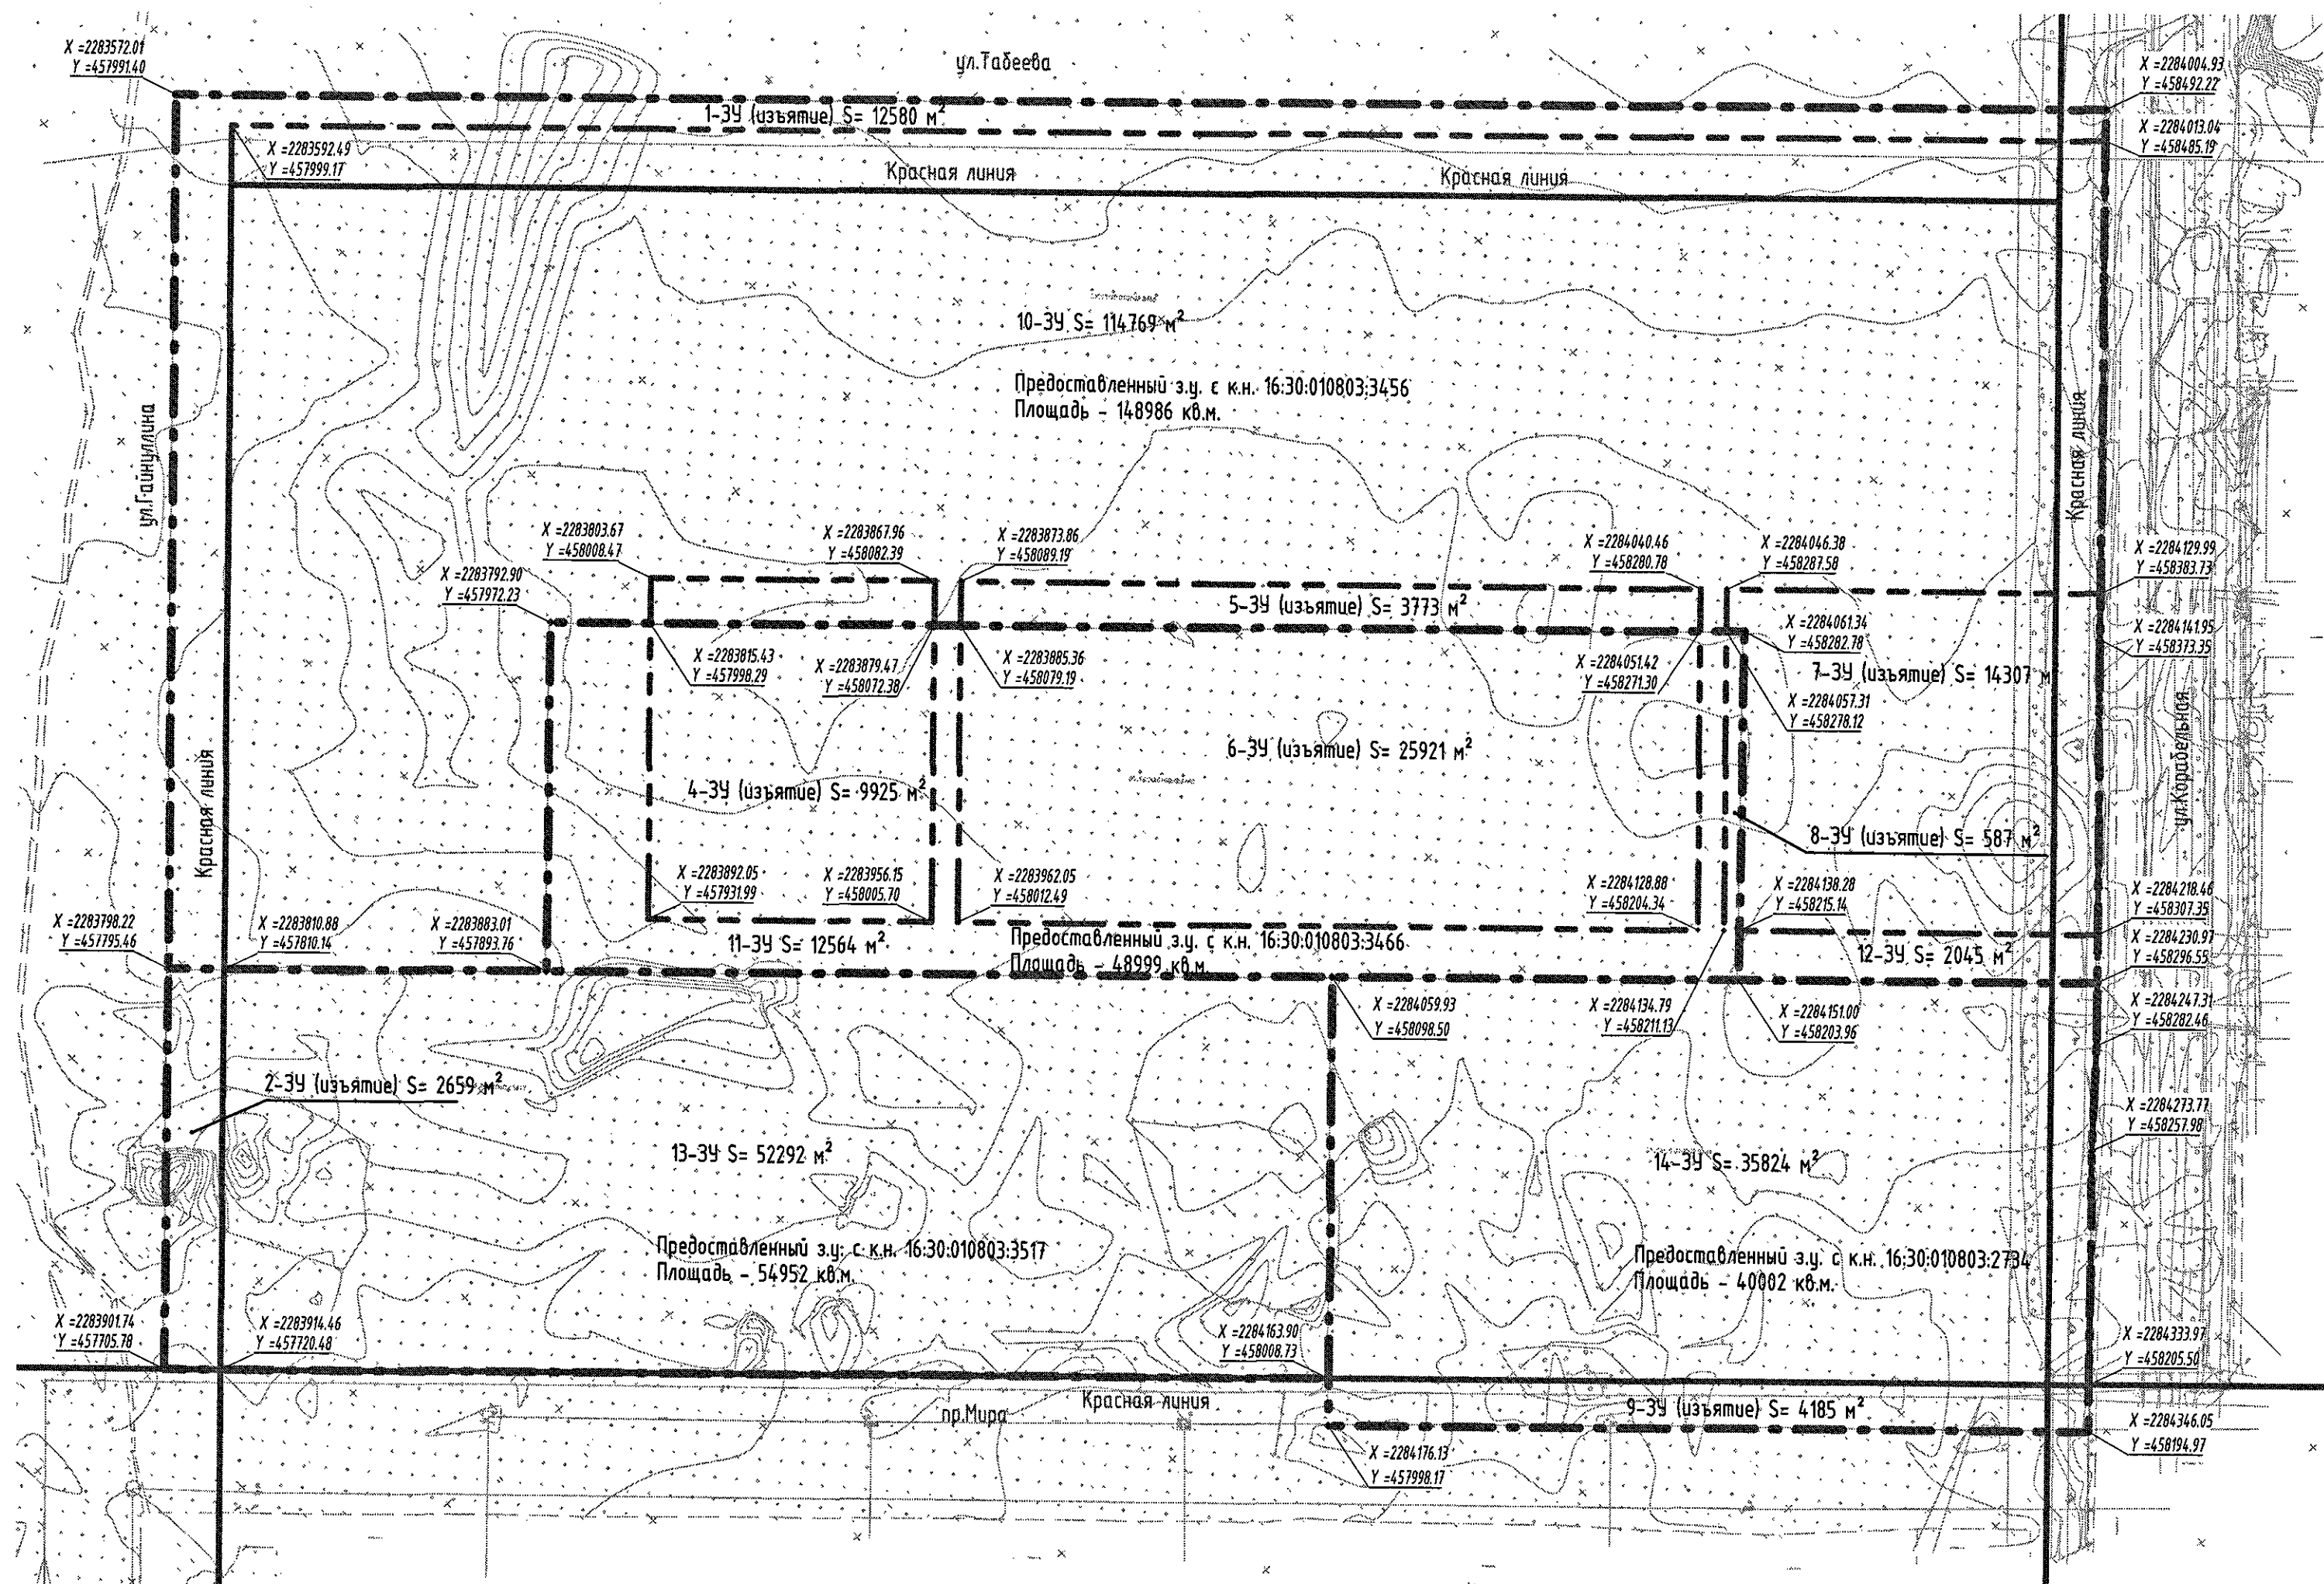 X =2283572.01
Y =457991.40
ул.Табеева
X =2284004.93
Y =458492.22
1-ЗУ (изъятие) S= 12580 м²
X =2284013.04
Y =458485.19
X =2283592.49
Y =457999.17
Красная линия
Красная линия
10-ЗУ S= 114769 м²
Предоставленный з.у. с к.н. 16:30:010803:3456
Площадь - 148986 кв.м.
ул.Гайнуллина
Красная линия
X =2283803.67
Y =458008.47
X =2283867.96
Y =458082.39
X =2283873.86
Y =458089.19
X =2284040.46
Y =458280.78
X =2284046.38
Y =458287.58
X =2284129.99
Y =458383.73
X =2283792.90
Y =457972.23
5-ЗУ (изъятие) S= 3773 м²
X =2284061.34
Y =458282.78
X =2284141.95
Y =458373.35
X =2283815.43
Y =457998.29
X =2283879.47
Y =458072.38
X =2283885.36
Y =458079.19
X =2284051.42
Y =458271.30
7-ЗУ (изъятие) S= 14307 м
X =2284057.31
Y =458278.12
6-ЗУ (изъятие) S= 25921 м²
ул.Корабельная
Красная линия
4-ЗУ (изъятие) S= 9925 м²
8-ЗУ (изъятие) S= 587 м²
X =2283892.05
Y =457931.99
X =2283956.15
Y =458005.70
X =2283962.05
Y =458012.49
X =2284128.88
Y =458204.34
X =2284138.28
Y =458215.14
X =2284218.46
Y =458307.35
X =2283798.22
Y =457795.46
X =2283810.88
Y =457810.14
X =2283883.01
Y =457893.76
11-ЗУ S= 12564 м²
Предоставленный з.у. с к.н. 16:30:010803:3466
Площадь - 48999 кв.м.
12-ЗУ S= 2045 м²
X =2284230.97
Y =458296.55
X =2284059.93
Y =458098.50
X =2284134.79
Y =458211.13
X =2284151.00
Y =458203.96
X =2284247.31
Y =458282.46
2-ЗУ (изъятие) S= 2659 м²
X =2284273.77
Y =458257.98
13-ЗУ S= 52292 м²
14-ЗУ S= 35824 м²
Предоставленный з.у. с к.н. 16:30:010803:3517
Площадь - 54952 кв.м.
Предоставленный з.у. с к.н. 16:30:010803:2734
Площадь - 40002 кв.м.
X =2283901.74
Y =457705.78
X =2283914.46
Y =457720.48
X =2284163.90
Y =458008.73
X =2284333.97
Y =458205.50
Красная линия
пр.Мира
9-ЗУ (изъятие) S= 4185 м²
X =2284346.05
Y =458194.97
X =2284176.13
Y =457998.17